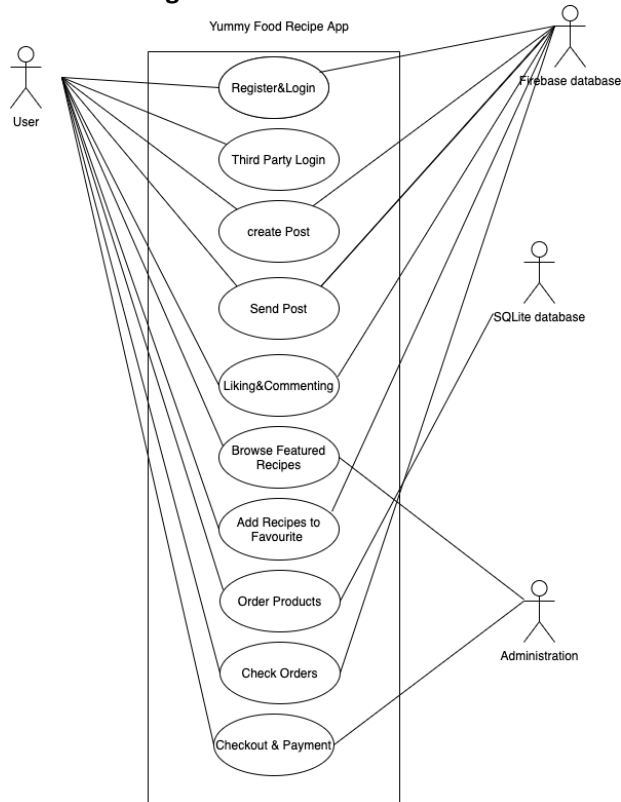 Yummy Food Recipe App
User
Firebase database
Register&Login
Third Party Login
create Post
Send Post
SQLite database
Liking&Commenting
Browse Featured
Recipes
Add Recipes to
Favourite
Order Products
Administration
Check Orders
Checkout & Payment